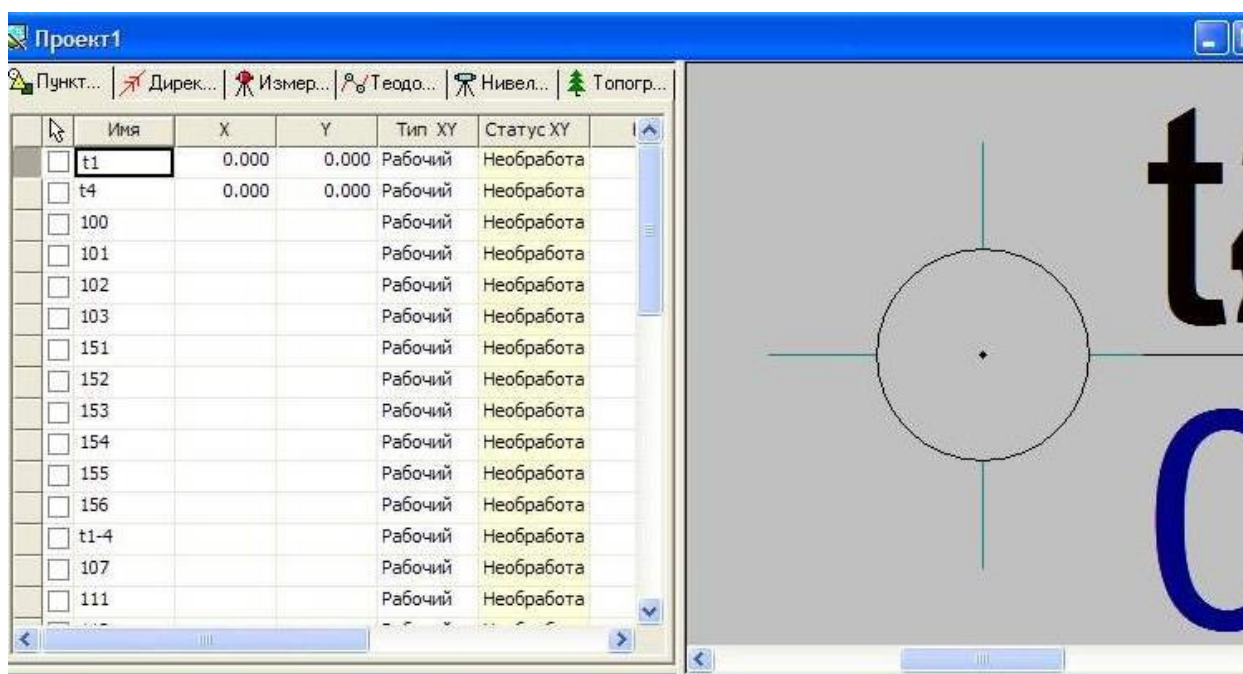 Проект1
Пункт... Дирек... Измер... Теодо... Нивел... Топогр...
Имя X Y Тип XY Статус XY
t1 0.000 0.000 Рабочий Необработа
t4 0.000 0.000 Рабочий Необработа
100 Рабочий Необработа
101 Рабочий Необработа
102 Рабочий Необработа
103 Рабочий Необработа
151 Рабочий Необработа
152 Рабочий Необработа
153 Рабочий Необработа
154 Рабочий Необработа
155 Рабочий Необработа
156 Рабочий Необработа
t1-4 Рабочий Необработа
107 Рабочий Необработа
111 Рабочий Необработа